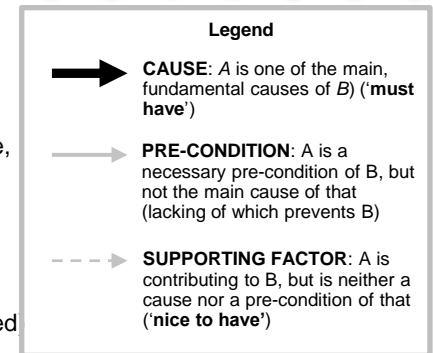 Legend
CAUSE: A is one of the main,
fundamental causes of B) (‘must
have’)
e,
PRE-CONDITION: A is a
necessary pre-condition of B, but
not the main cause of that
(lacking of which prevents B)
SUPPORTING FACTOR: A is
contributing to B, but is neither a
cause nor a pre-condition of that
ed
(‘nice to have’)